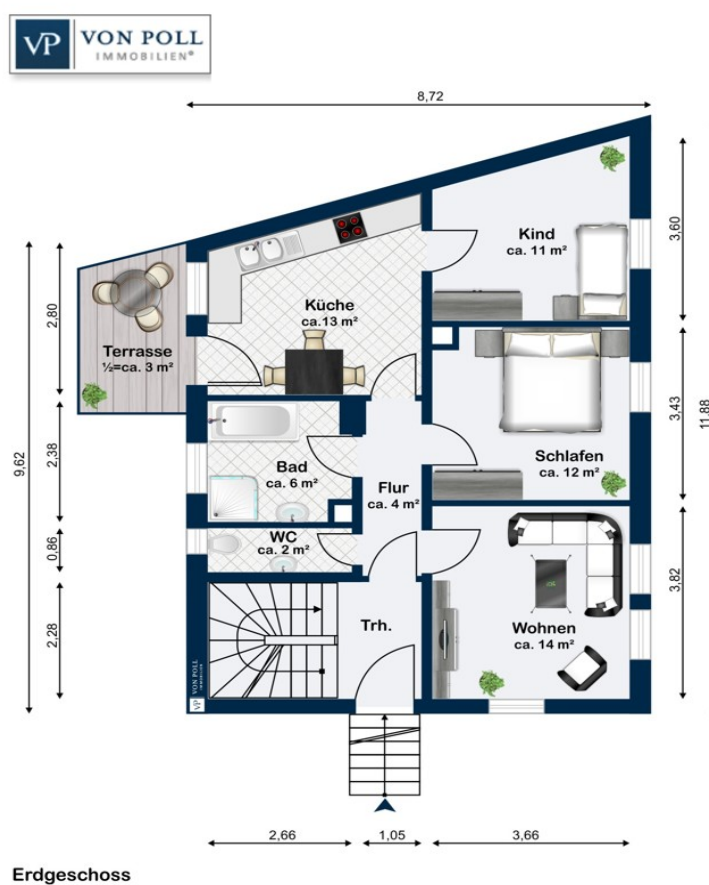 VP VON POLL
IMMOBILIEN®
8,72
Kind
ca. 11 m²
3,60
Küche
ca.13 m²
2,80
Terrasse
½=ca. 3 m²
Schlafen
ca. 12 m²
3,43
11,88
9,62
2,38
Bad
ca. 6 m²
Flur
ca. 4 m²
WC
ca. 2 m²
0,86
Wohnen
ca. 14 m²
3,82
Trh.
2,28
VP VON POLL
IMMOBILIEN
2,66
1,05
3,66
Erdgeschoss